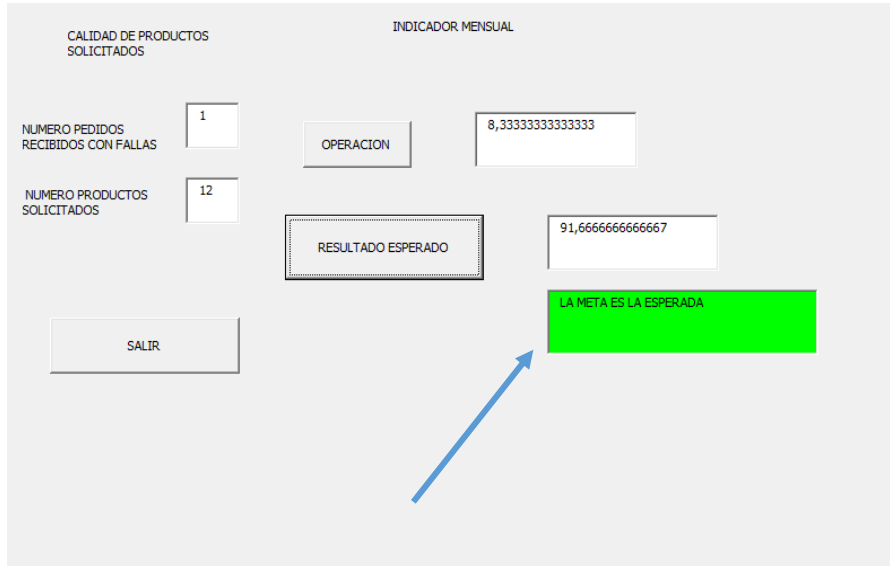 INDICADOR MENSUAL
CALIDAD DE PRODUCTOS
SOLICITADOS
NUMERO PEDIDOS
RECIBIDOS CON FALLAS
1
OPERACION
8,33333333333333
NUMERO PRODUCTOS
SOLICITADOS
12
RESULTADO ESPERADO
91,6666666666667
LA META ES LA ESPERADA
SALIR